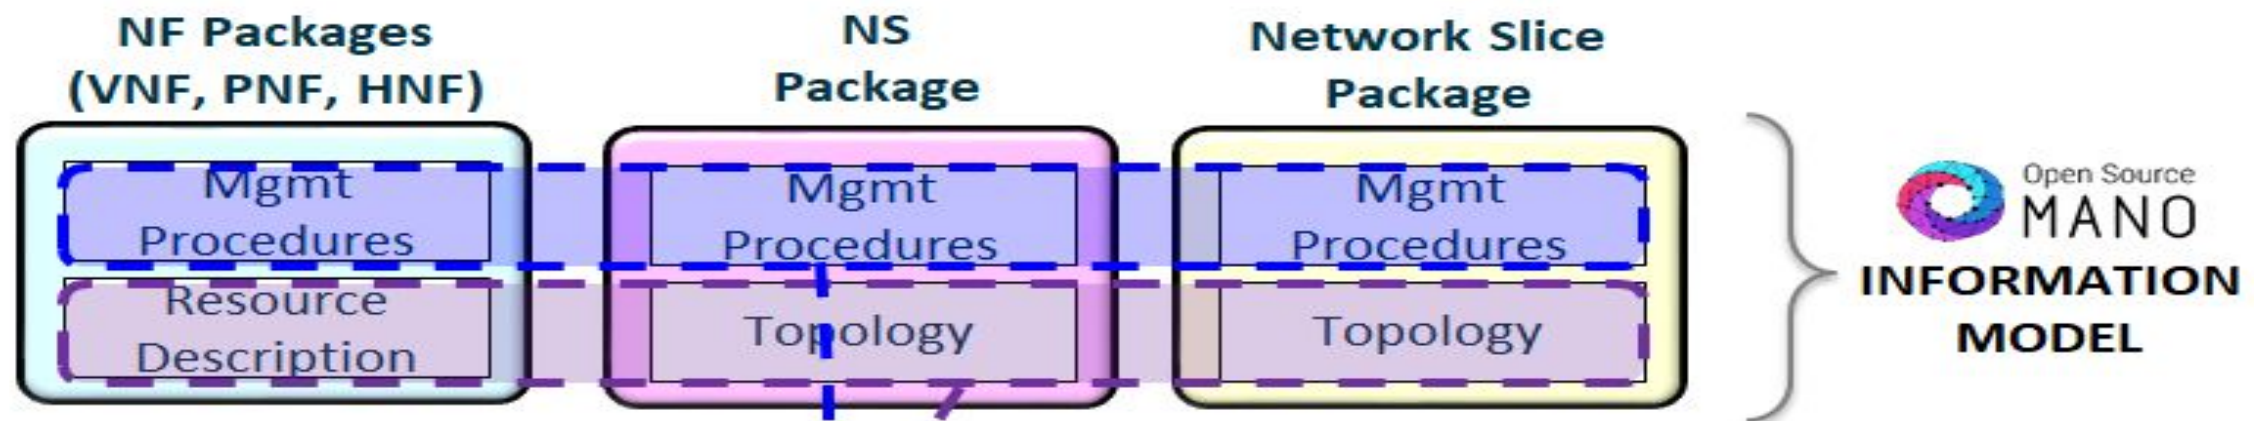 NF Packages
(VNF, PNF, HNF)
NS
Package
Network Slice
Package
Mgmt
Procedures
Mgmt
Procedures
Mgmt
Procedures
Resource
Description
Topology
Topology
Open Source
MANO
INFORMATION
MODEL